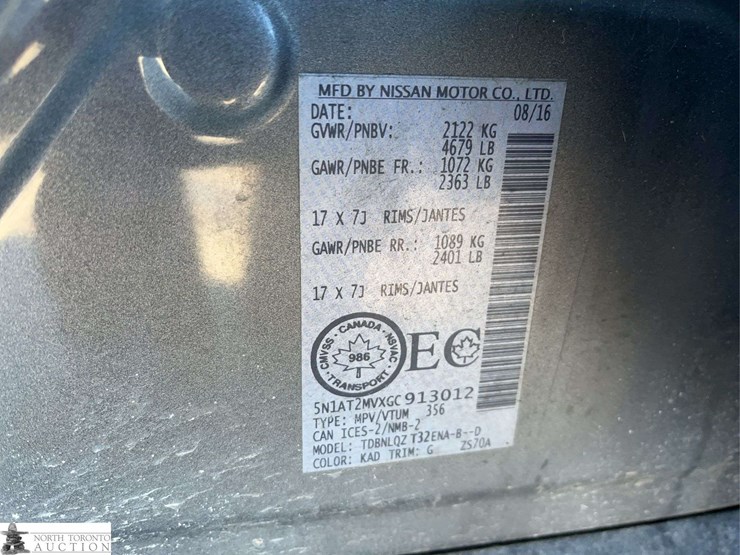 MFD BY NISSAN MOTOR CO., LTD.
DATE: 08/16
GVWR/PNBV: 2122 KG
4679 LB
GAWR/PNBE FR.: 1072 KG
2363 LB
17 X 7J RIMS/JANTES
GAWR/PNBE RR.: 1089 KG
2401 LB
17 X 7J RIMS/JANTES
CANADA · NSVAC · TRANSPORT · CMVSS
986
EC
5N1AT2MVXGC913012
TYPE: MPV/VTUM 356
CAN ICES-2/NMB-2
MODEL: TDBNLQZ T32ENA-B--D
COLOR: KAD TRIM: G ZS70A
NORTH TORONTO
AUCTION